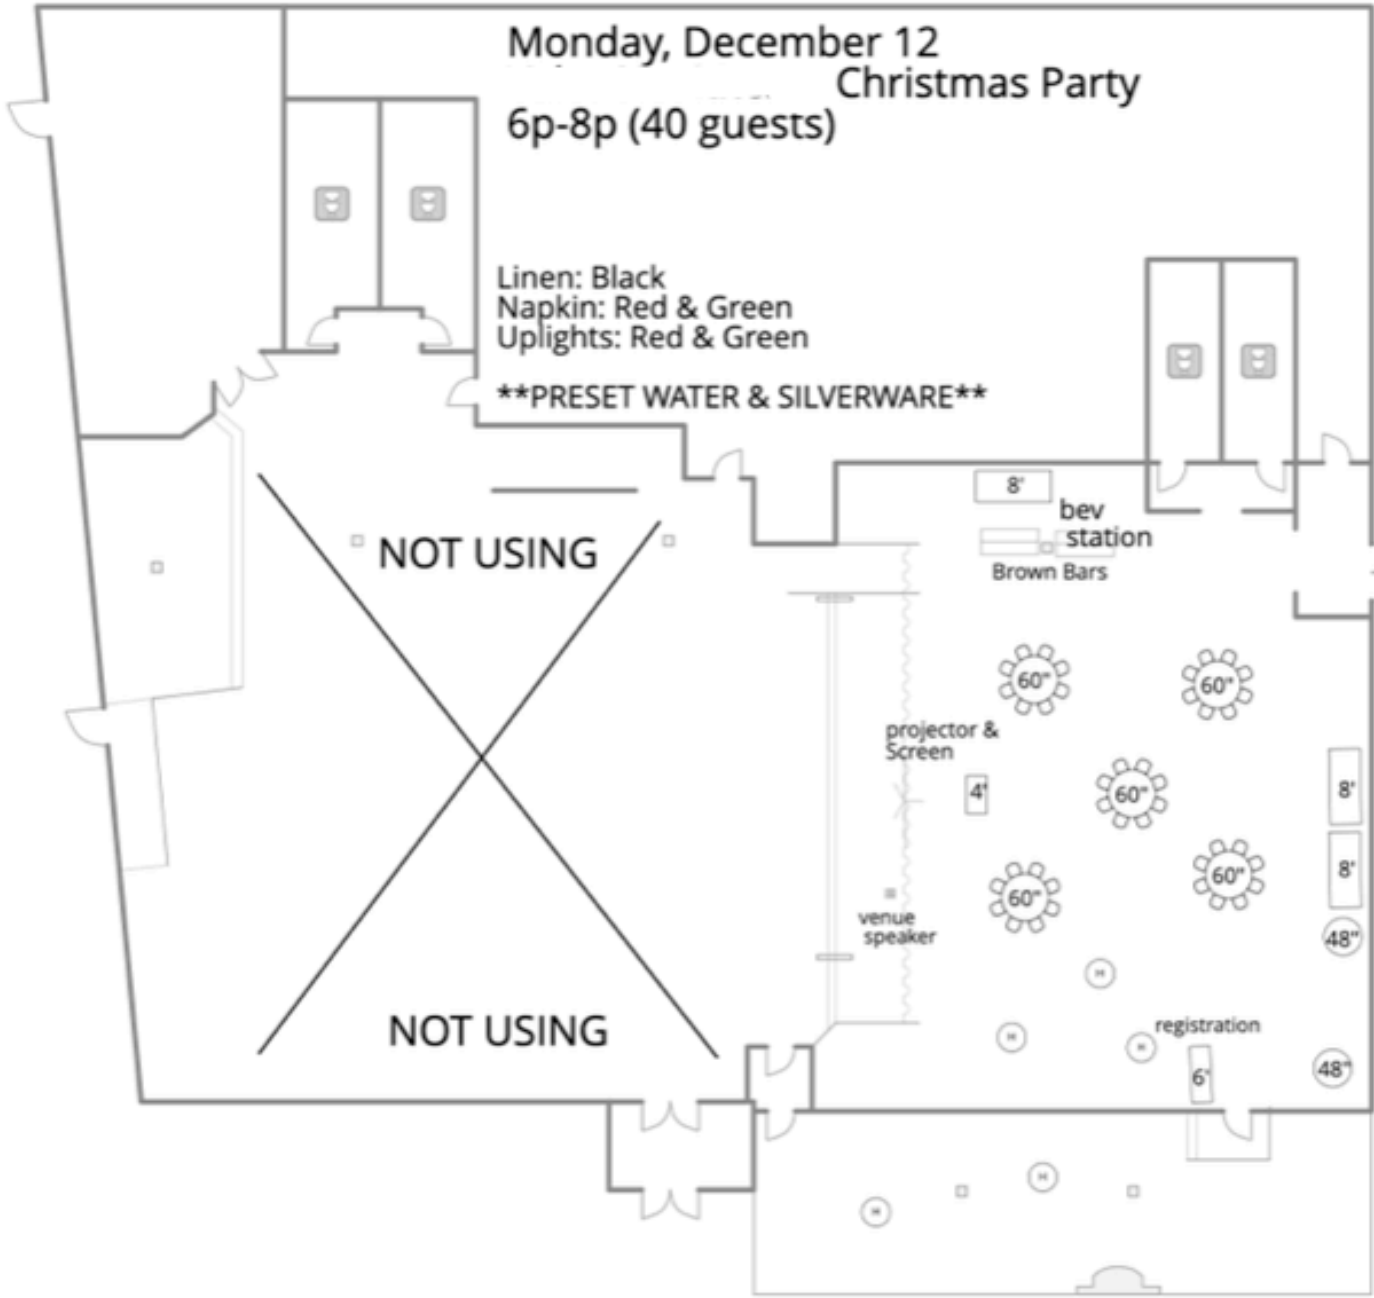 Monday, December 12
Christmas Party
6p-8p (40 guests)
Linen: Black
Napkin: Red & Green
Uplights: Red & Green
**PRESET WATER & SILVERWARE**
8'
bev
station
Brown Bars
NOT USING
60"
60"
projector &
Screen
4'
60"
8'
8'
60"
60"
venue
speaker
48"
H
NOT USING
registration
H
H
6'
48"
H
H